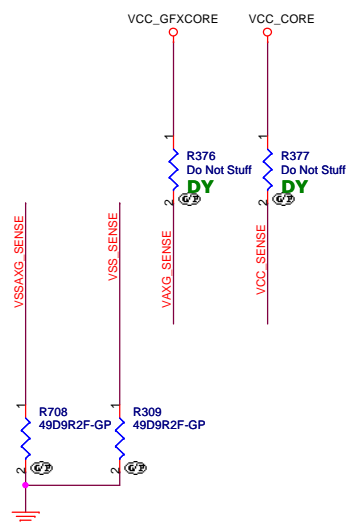 VCC_GFXCORE
VCC_CORE
1
R376
Do Not Stuff
DY
2
G/P
1
R377
Do Not Stuff
DY
2
G/P
VSSAXG_SENSE
VSS_SENSE
VAXG_SENSE
VCC_SENSE
1
R708
49D9R2F-GP
2
G/P
1
R309
49D9R2F-GP
2
G/P